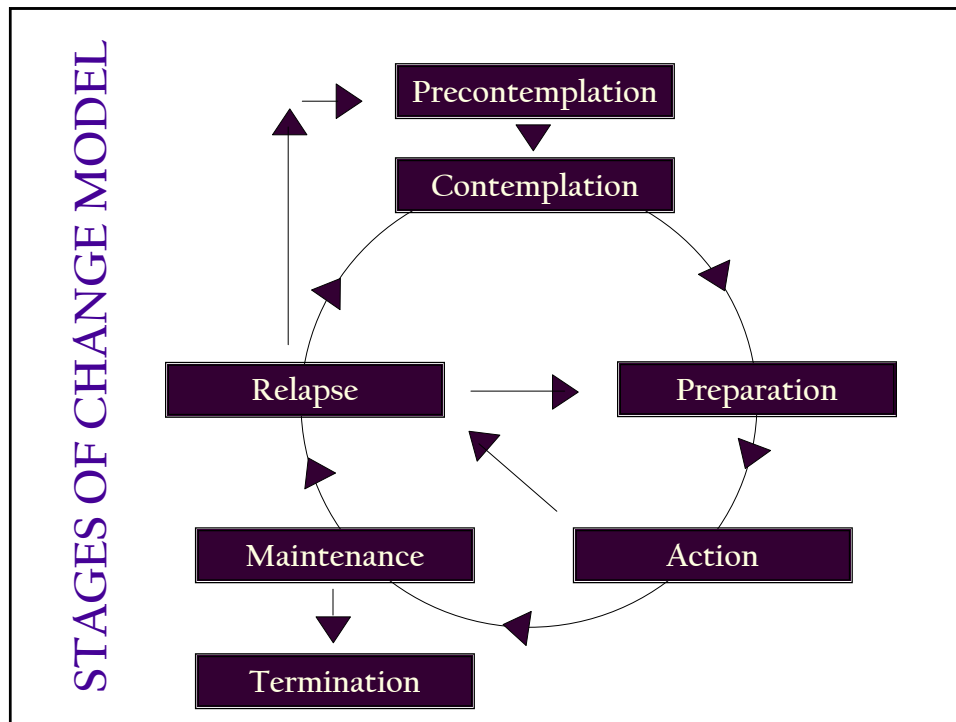 STAGES OF CHANGE MODEL
Precontemplation
Contemplation
Relapse
Preparation
Maintenance
Action
Termination